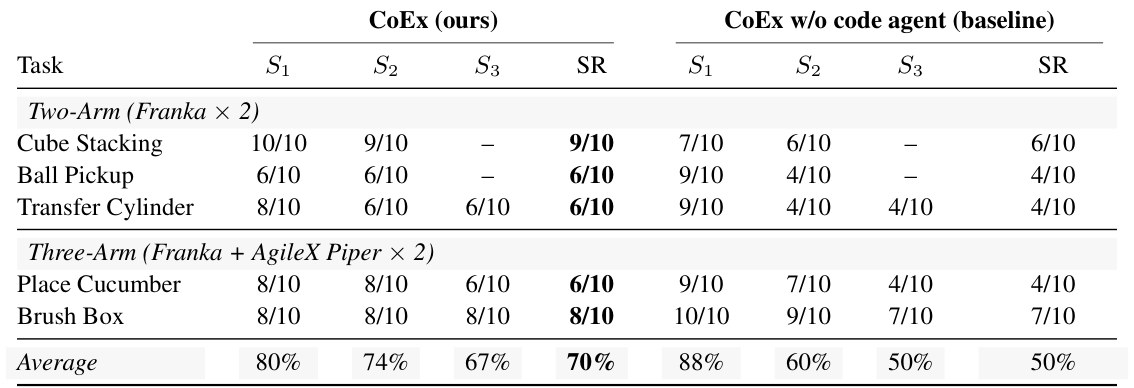 CoEx (ours) CoEx w/o code agent (baseline)
Task S₁ S₂ S₃ SR S₁ S₂ S₃ SR
Two-Arm (Franka × 2)
Cube Stacking 10/10 9/10 – 9/10 7/10 6/10 – 6/10
Ball Pickup 6/10 6/10 – 6/10 9/10 4/10 – 4/10
Transfer Cylinder 8/10 6/10 6/10 6/10 9/10 4/10 4/10 4/10
Three-Arm (Franka + AgileX Piper × 2)
Place Cucumber 8/10 8/10 6/10 6/10 9/10 7/10 4/10 4/10
Brush Box 8/10 8/10 8/10 8/10 10/10 9/10 7/10 7/10
Average 80% 74% 67% 70% 88% 60% 50% 50%